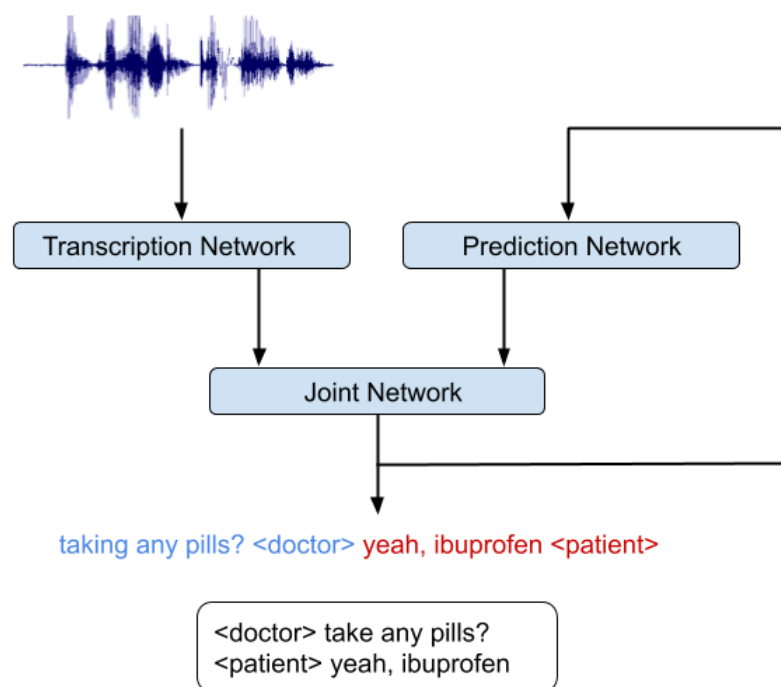 Transcription Network
Prediction Network
Joint Network
taking any pills? <doctor> yeah, ibuprofen <patient>
<doctor> take any pills?
<patient> yeah, ibuprofen